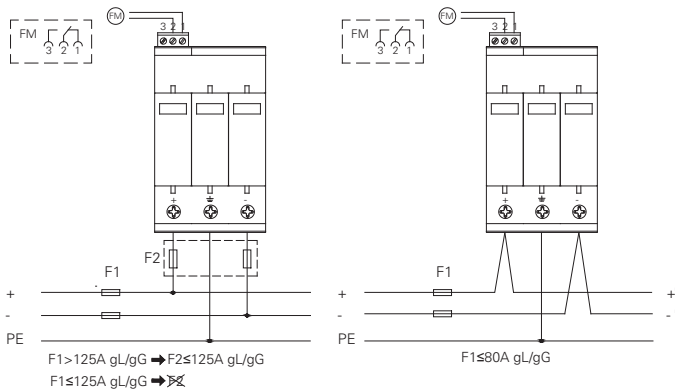 FM
3 2 1
FM
3 2 1
+ ⏚ -
F2
F1
+
-
PE
F1>125A gL/gG ➡ F2≤125A gL/gG
F1≤125A gL/gG ➡ F2
FM
3 2 1
FM
3 2 1
+ ⏚ -
F1
+ +
- -
PE
F1≤80A gL/gG